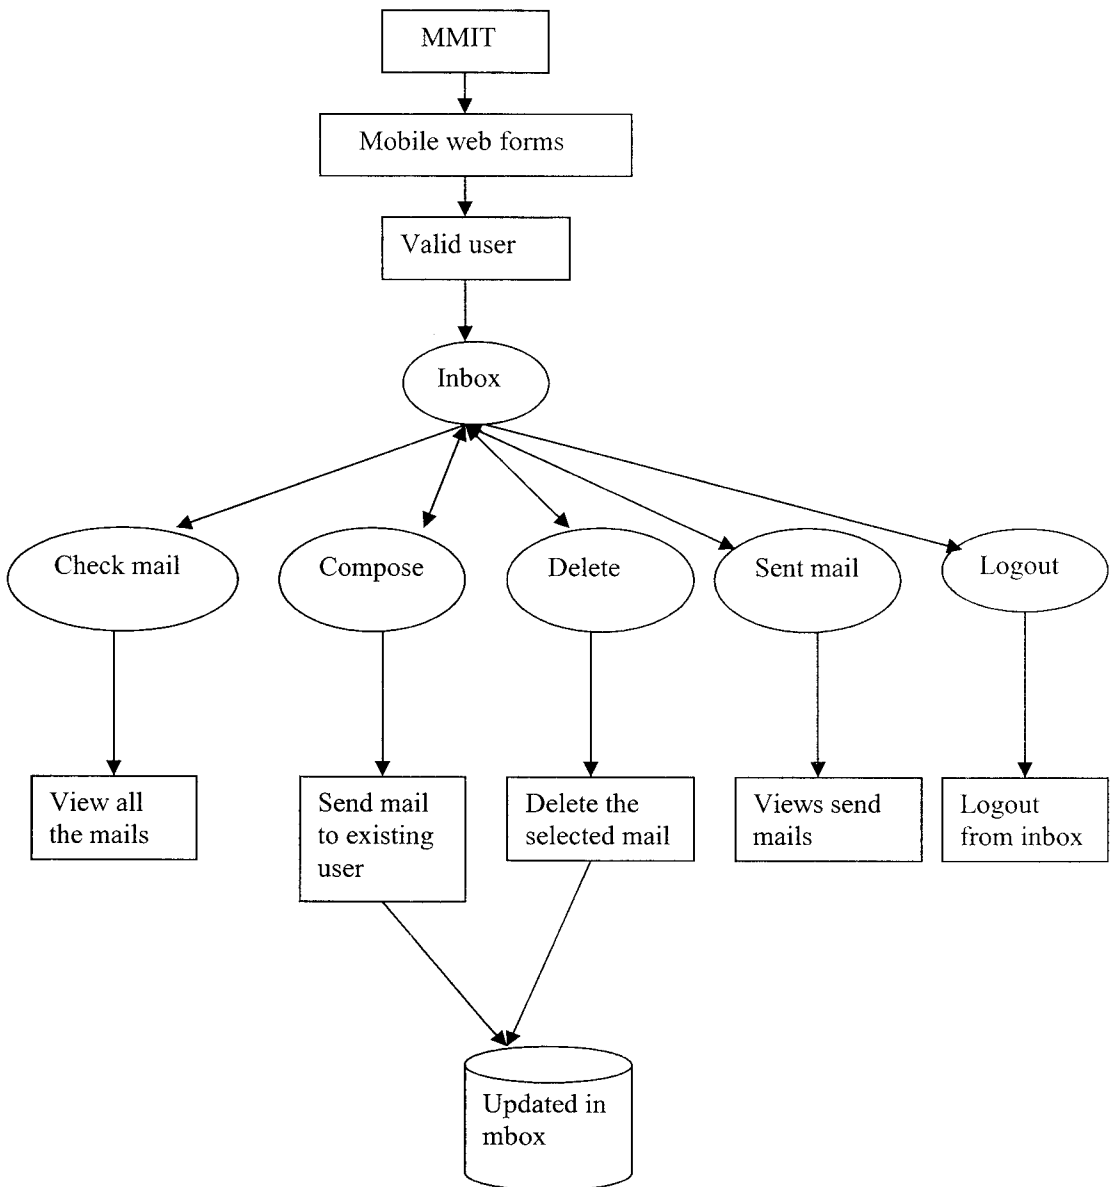 MMIT
Mobile web forms
Valid user
Inbox
Check mail
Compose
Delete
Sent mail
Logout
View all
the mails
Send mail
to existing
user
Delete the
selected mail
Views send
mails
Logout
from inbox
Updated in
mbox